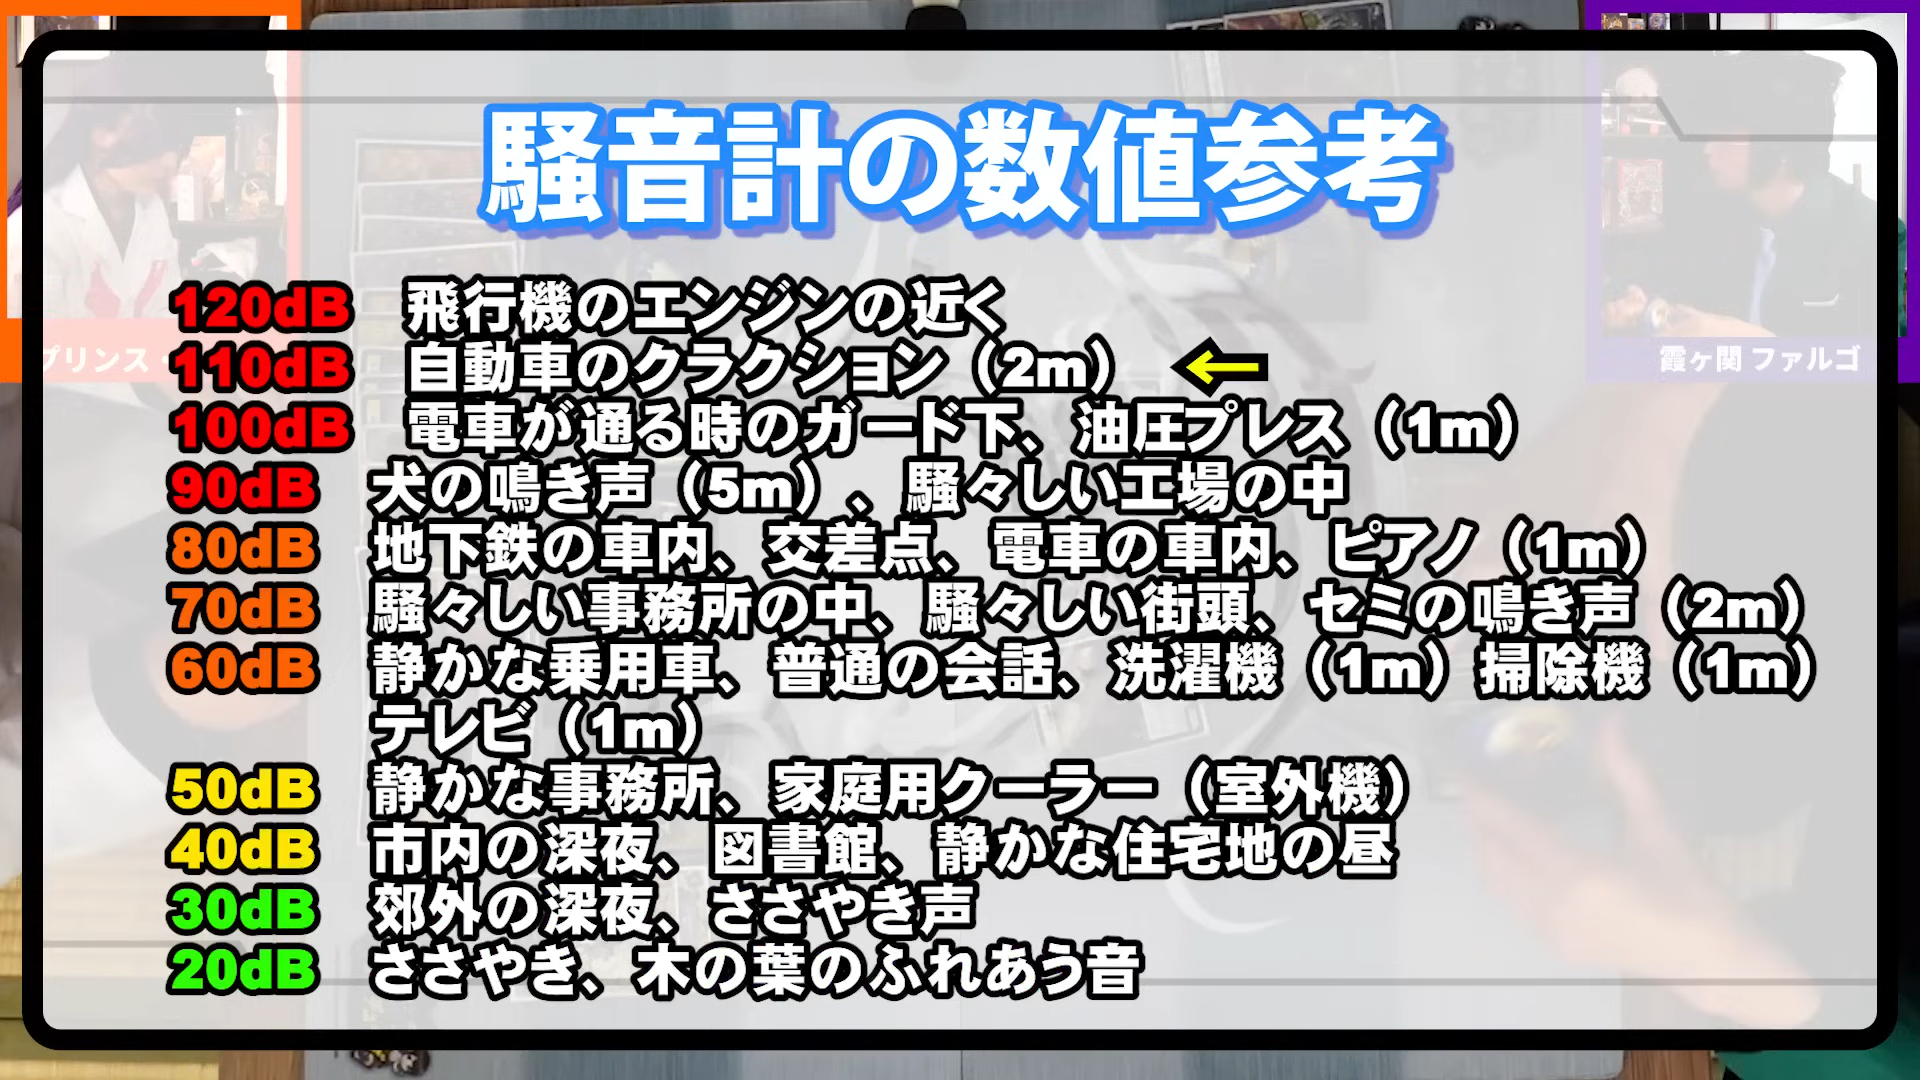 騒音計の数値参考
プリンス・
霞ヶ関 ファルゴ
120dB 飛行機のエンジンの近く
110dB 自動車のクラクション（2m） ←
100dB 電車が通る時のガード下、油圧プレス（1m）
90dB 犬の鳴き声（5m）、騒々しい工場の中
80dB 地下鉄の車内、交差点、電車の車内、ピアノ（1m）
70dB 騒々しい事務所の中、騒々しい街頭、セミの鳴き声（2m）
60dB 静かな乗用車、普通の会話、洗濯機（1m）掃除機（1m）
テレビ（1m）
50dB 静かな事務所、家庭用クーラー（室外機）
40dB 市内の深夜、図書館、静かな住宅地の昼
30dB 郊外の深夜、ささやき声
20dB ささやき、木の葉のふれあう音